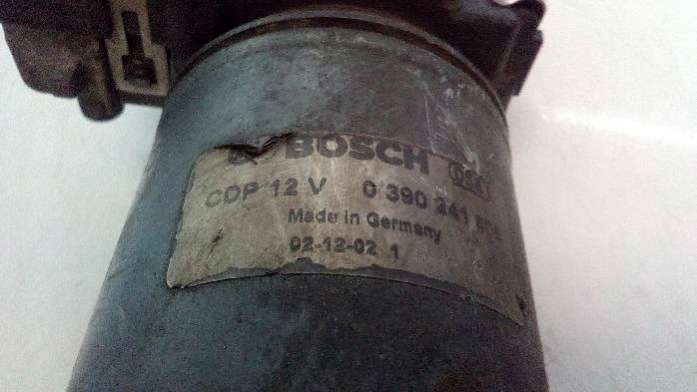 BOSCH
CDP 12 V 0 390 241
Made in Germany
02-12-02 1